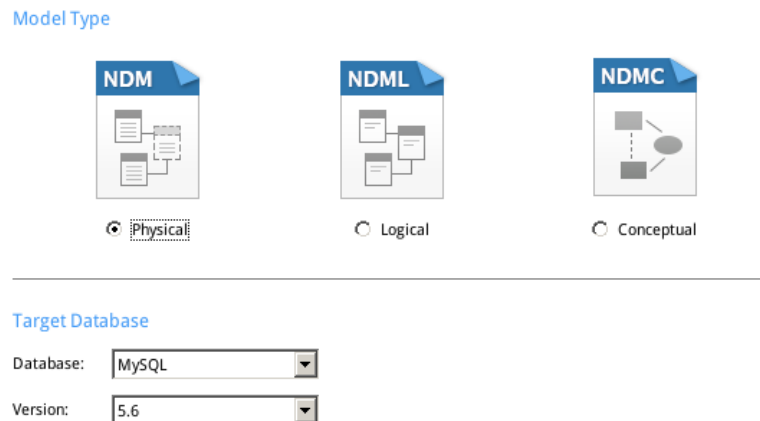 Model Type
NDM NDML NDMC
Physical Logical Conceptual
Target Database
Database: MySQL
Version: 5.6